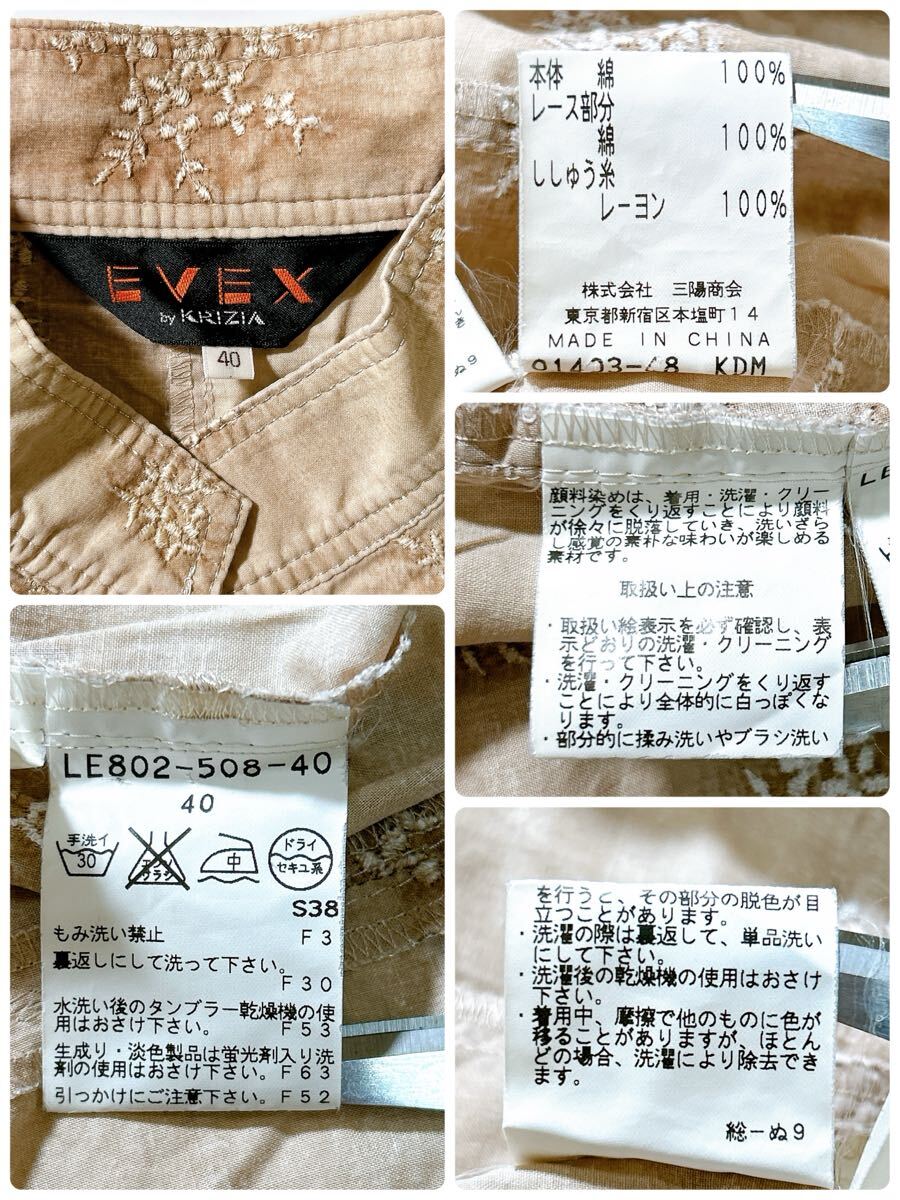 EVEX
by KRIZIA
40
本体 綿 100%
レース部分
綿 100%
ししゅう糸
レーヨン 100%
株式会社 三陽商会
東京都新宿区本塩町14
MADE IN CHINA
91403-48 KDM
ぬ9
LE
顔料染めは、着用・洗濯・クリー
ニングをくり返すことにより顔料
が徐々に脱落していき、洗いざら
し感覚の素朴な味わいが楽しめる
素材です。
取扱い上の注意
・取扱い絵表示を必ず確認し、表
示どおりの洗濯・クリーニング
を行って下さい。
・洗濯・クリーニングをくり返す
ことにより全体的に白っぽくな
ります。
・部分的に揉み洗いやブラシ洗い
LE802-508-40
40
手洗イ
30
エンソ
サラシ
中
ドライ
セキユ系
S38
もみ洗い禁止 F3
裏返しにして洗って下さい。
F30
水洗い後のタンブラー乾燥機の使
用はおさけ下さい。F53
生成り・淡色製品は蛍光剤入り洗
剤の使用はおさけ下さい。F63
引っかけにご注意下さい。F52
を行うと、その部分の脱色が目
立つことがあります。
・洗濯の際は裏返して、単品洗い
にして下さい。
・洗濯後の乾燥機の使用はおさけ
下さい。
・着用中、摩擦で他のものに色が
移ることがありますが、ほとん
どの場合、洗濯により除去でき
ます。
総ーぬ9